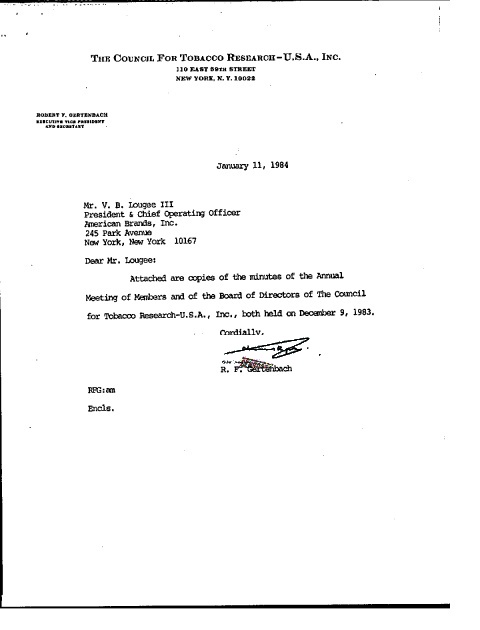 THE COUNCIL FOR TOBACCO RESEARCH-U.S.A., INC.
110 EAST 59TH STREET
NEW YORK, N. Y. 10022
ROBERT F. GERTENBACH
EXECUTIVE VICE PRESIDENT
AND SECRETARY
January 11, 1984
Mr. V. B. Lougee III
President & Chief Operating Officer
American Brands, Inc.
245 Park Avenue
New York, New York 10167
Dear Mr. Lougee:
Attached are copies of the minutes of the Annual
Meeting of Members and of the Board of Directors of The Council
for Tobacco Research-U.S.A., Inc., both held on December 9, 1983.
Cordially,
R. F. Gertenbach
RFG:am
Encls.